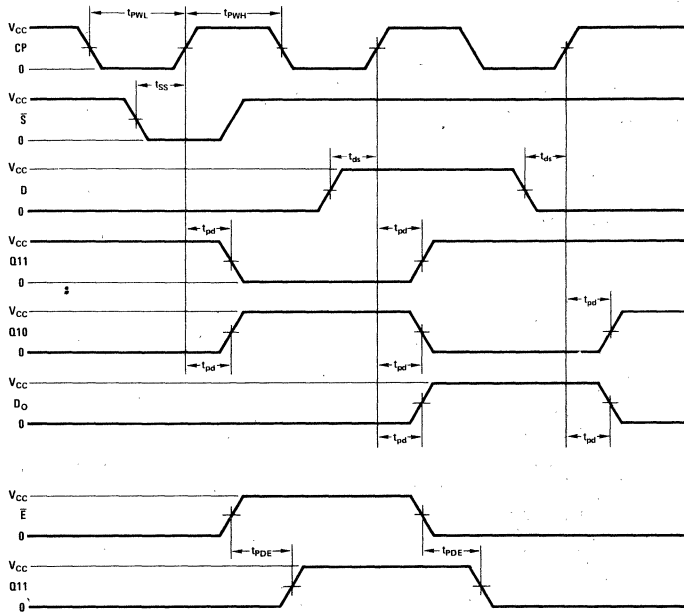 tPWL tPWH
VCC
CP
0
tSS
VCC
S̅
0
tds tds
VCC
D
0
tpd tpd
VCC
Q11
0
tpd
VCC
Q10
0
tpd tpd
VCC
DO
0
tpd tpd
VCC
E̅
0
tPDE tPDE
VCC
Q11
0